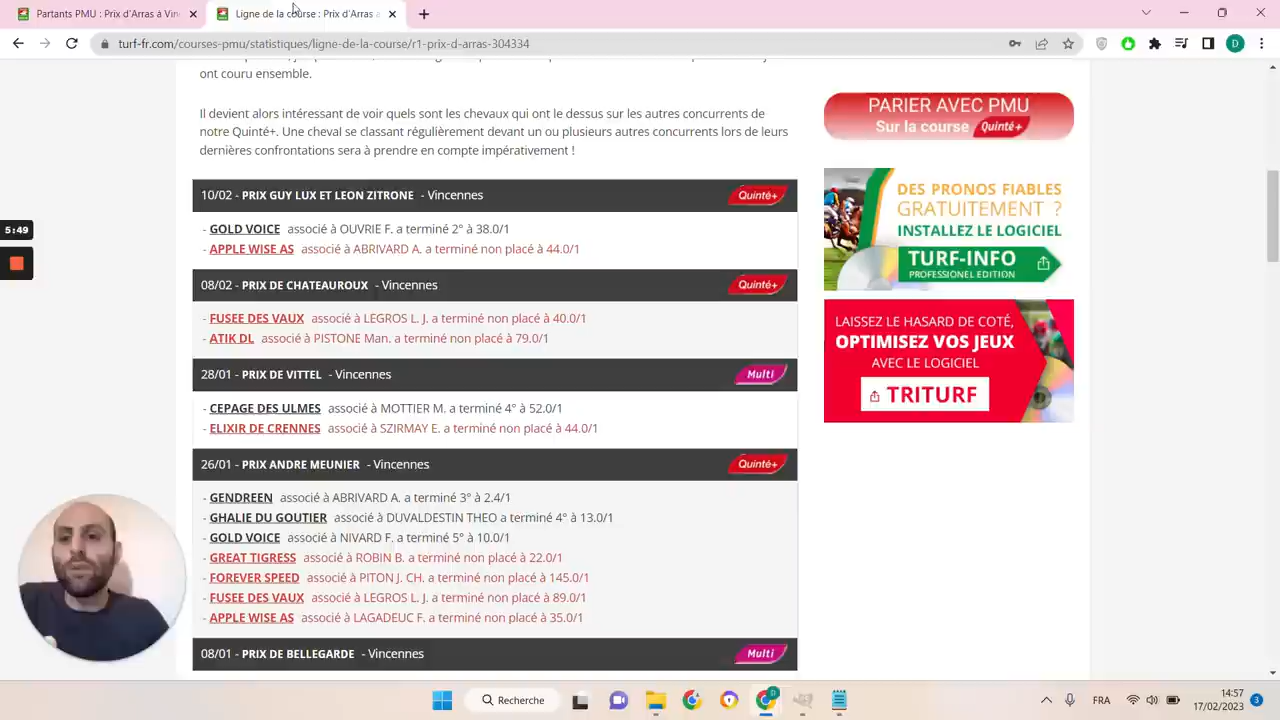 Partants - PMU : Prix d'Arras à Vin
Ligne de la course : Prix d'Arras à
turf-fr.com/courses-pmu/statistiques/ligne-de-la-course/r1-prix-d-arras-304334
D
ont couru ensemble.
Il devient alors intéressant de voir quels sont les chevaux qui ont le dessus sur les autres concurrents de
notre Quinté+. Un cheval se classant régulièrement devant un ou plusieurs autres concurrents lors de leurs
dernières confrontations sera à prendre en compte impérativement !
10/02 - PRIX GUY LUX ET LEON ZITRONE - Vincennes Quinté+
- GOLD VOICE associé à OUVRIE F. a terminé 2° à 38.0/1
- APPLE WISE AS associé à ABRIVARD A. a terminé non placé à 44.0/1
08/02 - PRIX DE CHATEAUROUX - Vincennes Quinté+
- FUSEE DES VAUX associé à LEGROS L. J. a terminé non placé à 40.0/1
- ATIK DL associé à PISTONE Man. a terminé non placé à 79.0/1
28/01 - PRIX DE VITTEL - Vincennes Multi
- CEPAGE DES ULMES associé à MOTTIER M. a terminé 4° à 52.0/1
- ELIXIR DE CRENNES associé à SZIRMAY E. a terminé non placé à 44.0/1
26/01 - PRIX ANDRE MEUNIER - Vincennes Quinté+
- GENDREEN associé à ABRIVARD A. a terminé 3° à 2.4/1
- GHALIE DU GOUTIER associé à DUVALDESTIN THEO a terminé 4° à 13.0/1
- GOLD VOICE associé à NIVARD F. a terminé 5° à 10.0/1
- GREAT TIGRESS associé à ROBIN B. a terminé non placé à 22.0/1
- FOREVER SPEED associé à PITON J. CH. a terminé non placé à 145.0/1
- FUSEE DES VAUX associé à LEGROS L. J. a terminé non placé à 89.0/1
- APPLE WISE AS associé à LAGADEUC F. a terminé non placé à 35.0/1
08/01 - PRIX DE BELLEGARDE - Vincennes Multi
PARIER AVEC PMU
Sur la course Quinté+
DES PRONOS FIABLES
GRATUITEMENT ?
INSTALLEZ LE LOGICIEL
TURF-INFO
PROFESSIONEL EDITION
LAISSEZ LE HASARD DE COTÉ,
OPTIMISEZ VOS JEUX
AVEC LE LOGICIEL
TRITURF
5:49
Recherche
FRA
14:57
17/02/2023
3